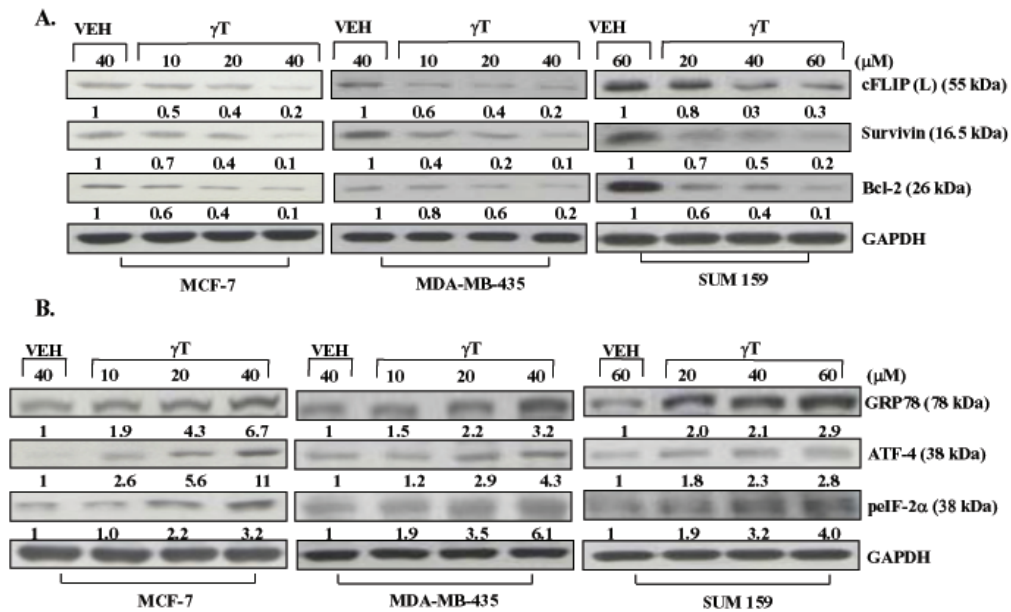 A.
VEH γT VEH γT VEH γT
40 10 20 40 40 10 20 40 60 20 40 60 (μM)
cFLIP (L) (55 kDa)
1 0.5 0.4 0.2 1 0.6 0.4 0.2 1 0.8 03 0.3
Survivin (16.5 kDa)
1 0.7 0.4 0.1 1 0.4 0.2 0.1 1 0.7 0.5 0.2
Bcl-2 (26 kDa)
1 0.6 0.4 0.1 1 0.8 0.6 0.2 1 0.6 0.4 0.1
GAPDH
MCF-7 MDA-MB-435 SUM 159
B.
VEH γT VEH γT VEH γT
40 10 20 40 40 10 20 40 60 20 40 60 (μM)
GRP78 (78 kDa)
1 1.9 4.3 6.7 1 1.5 2.2 3.2 1 2.0 2.1 2.9
ATF-4 (38 kDa)
1 2.6 5.6 11 1 1.2 2.9 4.3 1 1.8 2.3 2.8
peIF-2α (38 kDa)
1 1.0 2.2 3.2 1 1.9 3.5 6.1 1 1.9 3.2 4.0
GAPDH
MCF-7 MDA-MB-435 SUM 159